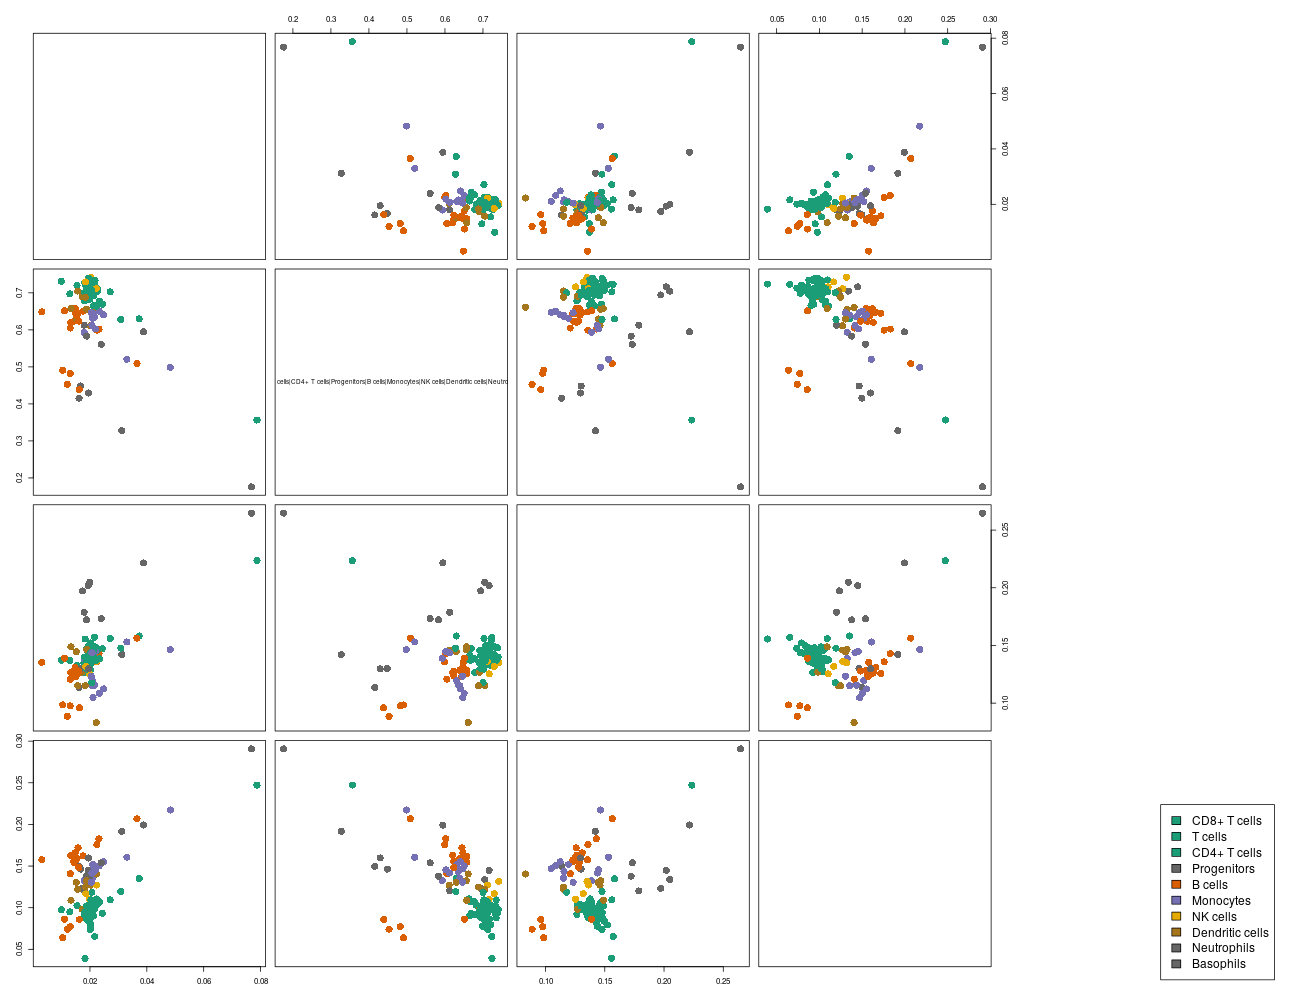 0.2 0.3 0.4 0.5 0.6 0.7
0.05 0.10 0.15 0.20 0.25 0.30
0.02 0.04 0.06 0.08
0.2 0.3 0.4 0.5 0.6 0.7
cells|CD4+ T cells|Progenitors|B cells|Monocytes|NK cells|Dendritic cells|Neutro
0.10 0.15 0.20 0.25
0.05 0.10 0.15 0.20 0.25 0.30
0.02 0.04 0.06 0.08
0.10 0.15 0.20 0.25
CD8+ T cells
T cells
CD4+ T cells
Progenitors
B cells
Monocytes
NK cells
Dendritic cells
Neutrophils
Basophils